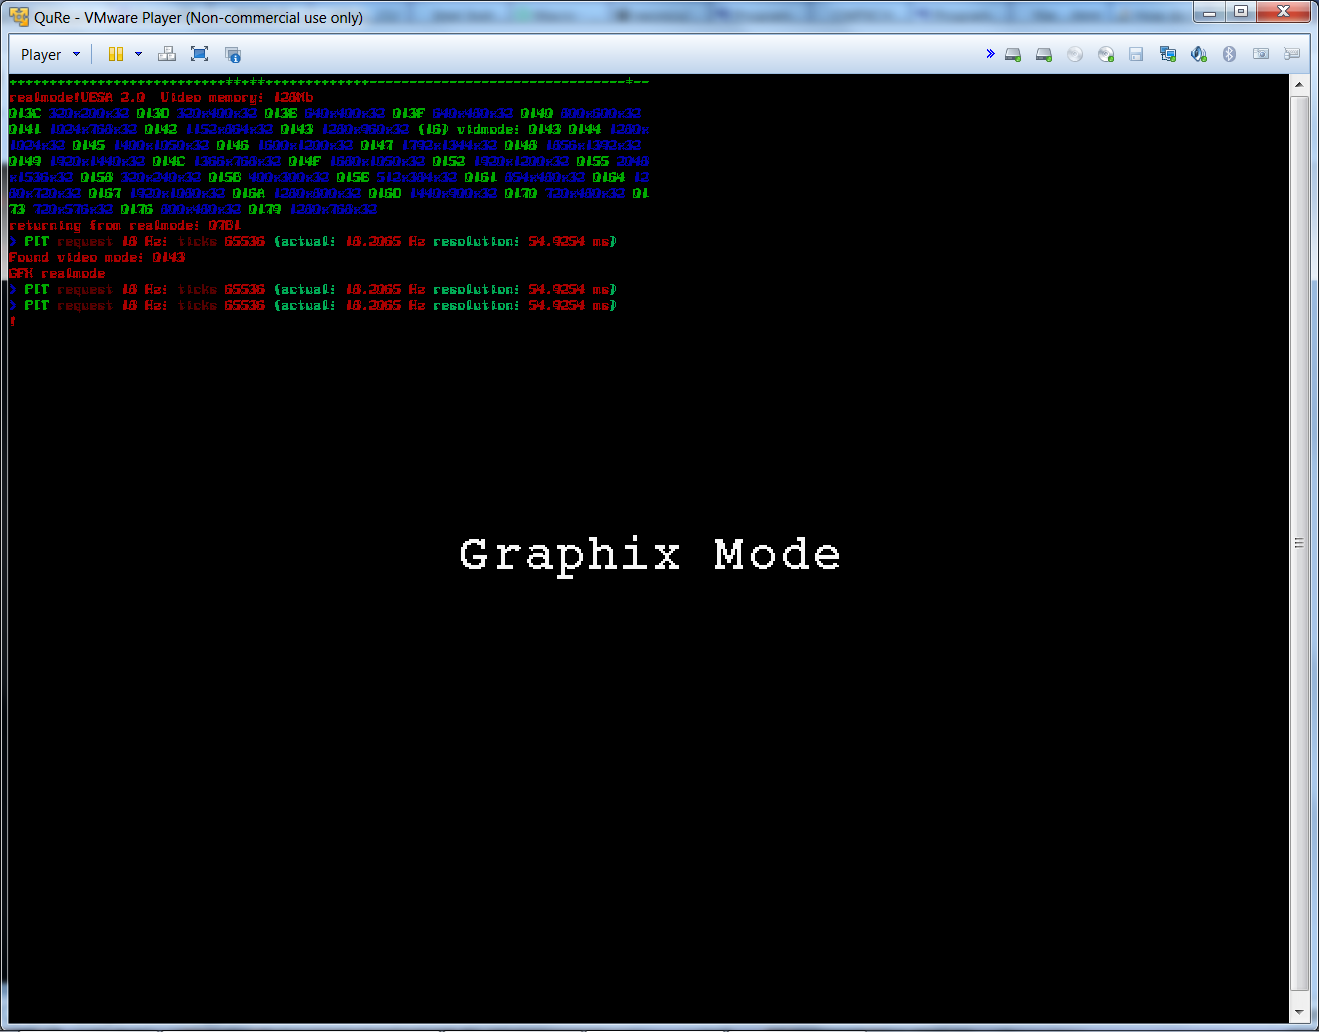 QuRe - VMware Player (Non-commercial use only)
Player
realmode!VESA 2.0 Video memory: 128Mb
013C 320x200x32 013D 320x400x32 013E 640x400x32 013F 640x480x32 0140 800x600x32
0141 1024x768x32 0142 1152x864x32 0143 1280x960x32 (16) vidmode: 0143 0144 1280x
1024x32 0145 1400x1050x32 0146 1600x1200x32 0147 1792x1344x32 0148 1856x1392x32
0149 1920x1440x32 014C 1366x768x32 014F 1680x1050x32 0152 1920x1200x32 0155 2048
x1536x32 0158 320x240x32 015B 400x300x32 015E 512x384x32 0161 854x480x32 0164 12
80x720x32 0167 1920x1080x32 016A 1280x800x32 016D 1440x900x32 0170 720x480x32 01
73 720x576x32 0176 800x480x32 0179 1280x768x32
returning from realmode: 07B1
> PIT request 18 Hz: ticks 65536 (actual: 18.2065 Hz resolution: 54.9254 ms)
Found video mode: 0143
GFX realmode
> PIT request 18 Hz: ticks 65536 (actual: 18.2065 Hz resolution: 54.9254 ms)
> PIT request 18 Hz: ticks 65536 (actual: 18.2065 Hz resolution: 54.9254 ms)
!
Graphix Mode